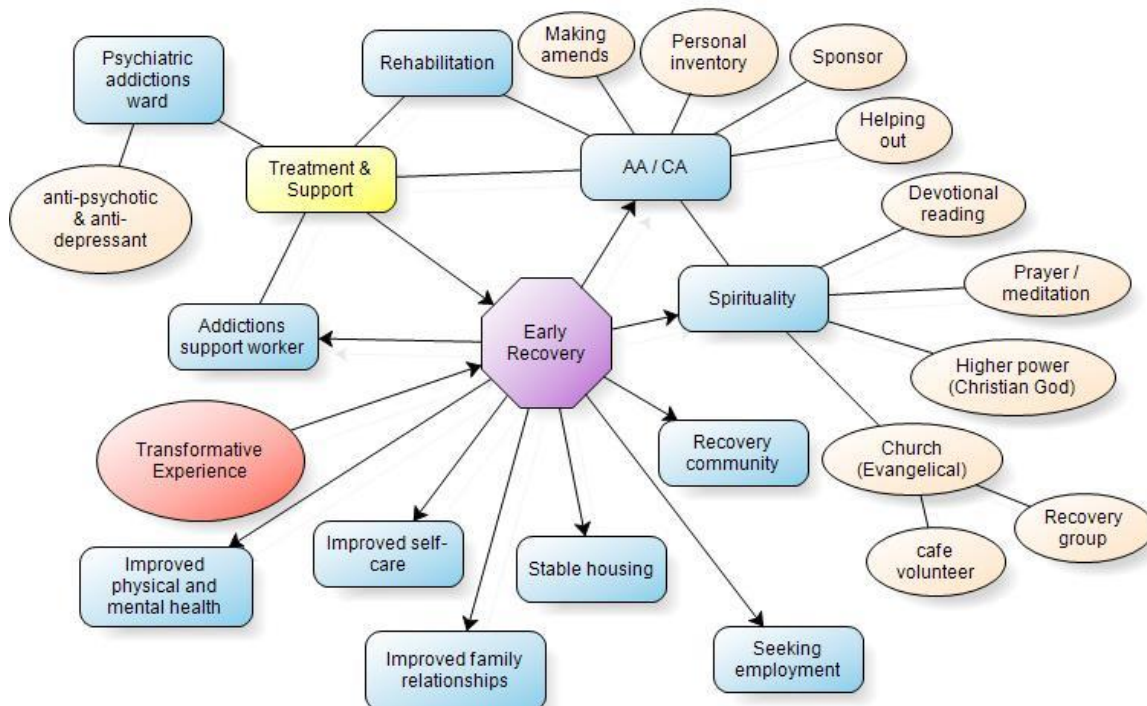 Psychiatric
addictions
ward
Rehabilitation
Making
amends
Personal
inventory
Sponsor
Helping
out
Treatment &
Support
AA / CA
anti-psychotic
& anti-
depressant
Devotional
reading
Spirituality
Prayer /
meditation
Addictions
support worker
Early
Recovery
Higher power
(Christian God)
Transformative
Experience
Recovery
community
Church
(Evangelical)
Improved
physical and
mental health
Improved self-
care
Stable housing
cafe
volunteer
Recovery
group
Improved family
relationships
Seeking
employment